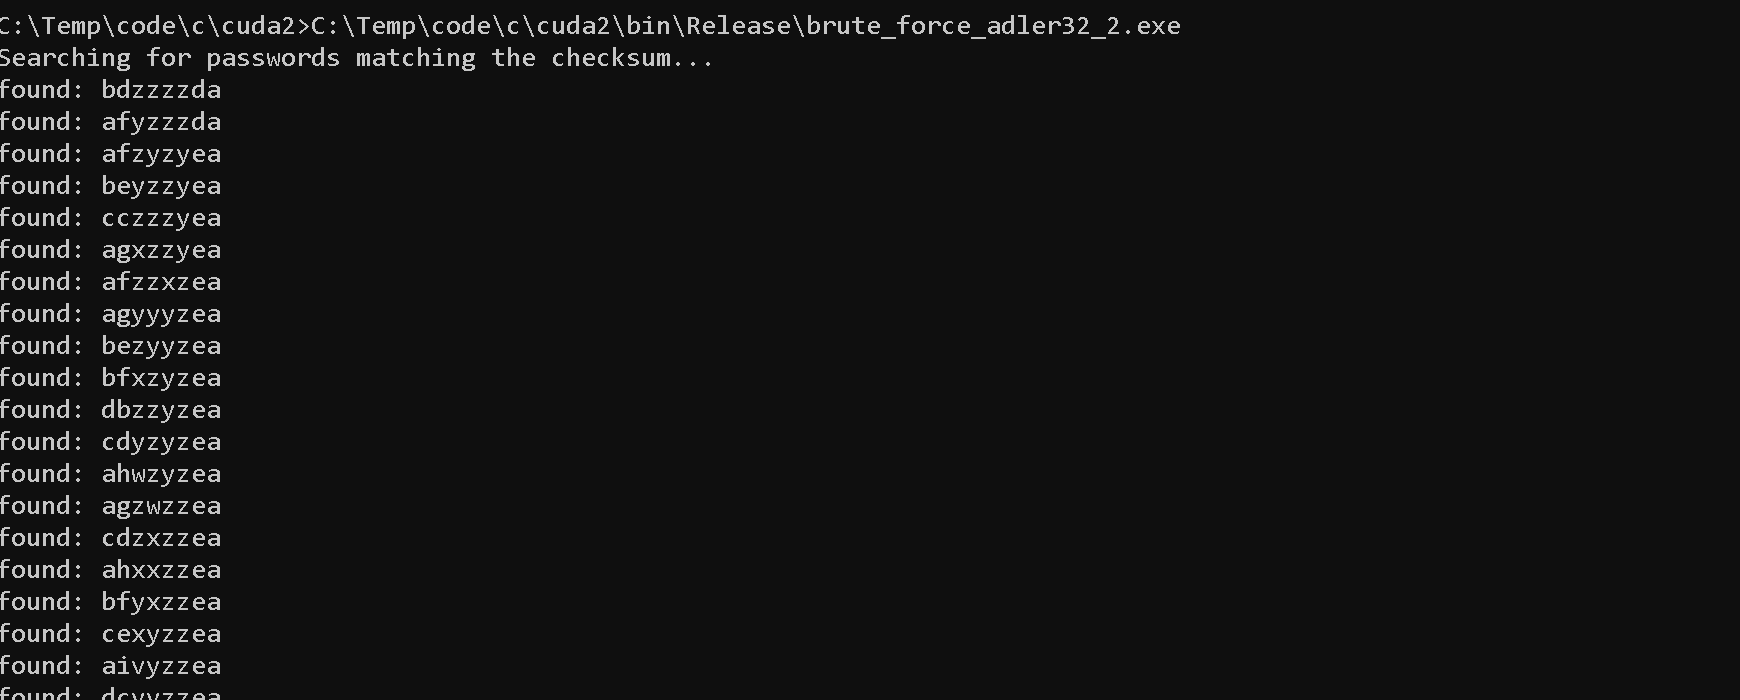 C:\Temp\code\c\cuda2>C:\Temp\code\c\cuda2\bin\Release\brute_force_adler32_2.exe
Searching for passwords matching the checksum...
found: bdzzzzda
found: afyzzzda
found: afzyzyea
found: beyzzyea
found: cczzzyea
found: agxzzyea
found: afzzxzea
found: agyyyzea
found: bezyyzea
found: bfxzyzea
found: dbzzyzea
found: cdyzyzea
found: ahwzyzea
found: agzwzzea
found: cdzxzzea
found: ahxxzzea
found: bfyxzzea
found: cexyzzea
found: aivyzzea
found: